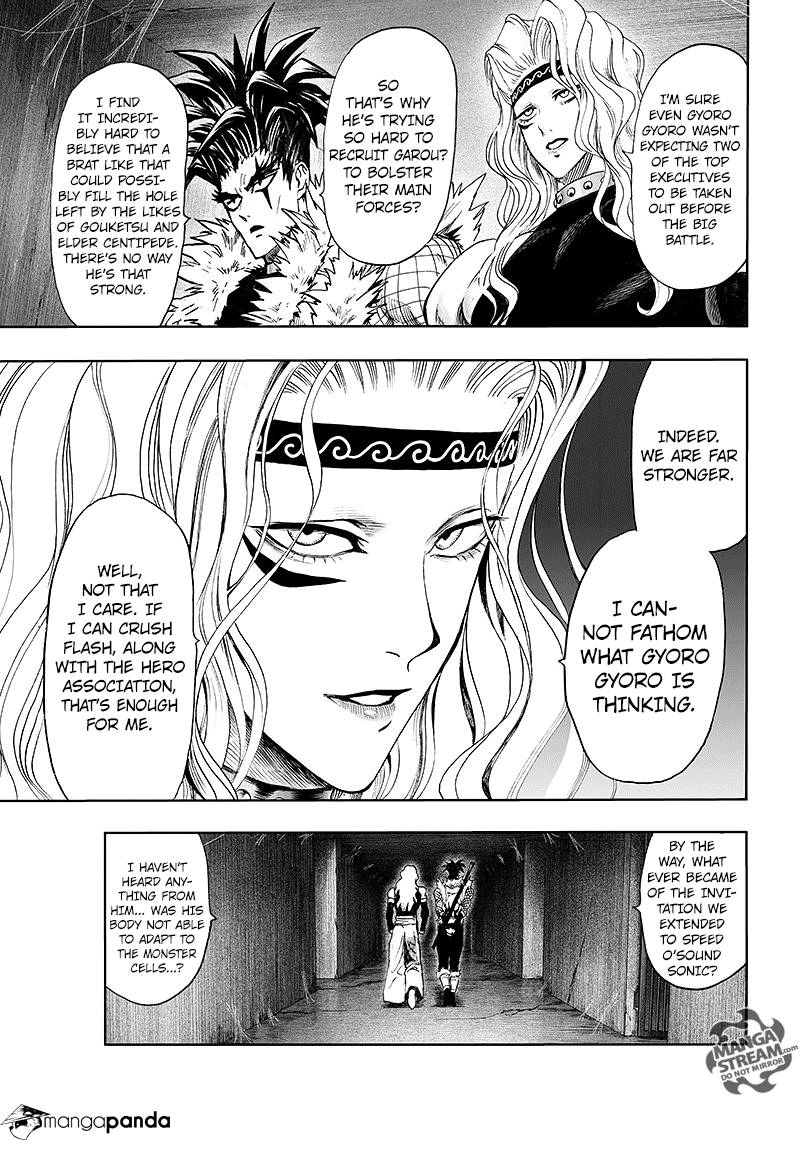 I'M SURE
EVEN GYORO
GYORO WASN'T
EXPECTING TWO
OF THE TOP
EXECUTIVES
TO BE TAKEN
OUT BEFORE
THE BIG
BATTLE.
SO
THAT'S WHY
HE'S TRYING
SO HARD TO
RECRUIT GAROU?
TO BOLSTER
THEIR MAIN
FORCES?
I FIND
IT INCREDI-
BLY HARD TO
BELIEVE THAT A
BRAT LIKE THAT
COULD POSSI-
BLY FILL THE HOLE
LEFT BY THE LIKES
OF GOUKETSU AND
ELDER CENTIPEDE.
THERE'S NO WAY
HE'S THAT
STRONG.
INDEED.
WE ARE FAR
STRONGER.
I CAN-
NOT FATHOM
WHAT GYORO
GYORO IS
THINKING.
WELL,
NOT THAT
I CARE. IF
I CAN CRUSH
FLASH, ALONG
WITH THE HERO
ASSOCIATION,
THAT'S ENOUGH
FOR ME.
BY THE
WAY, WHAT
EVER BECAME
OF THE INVI-
TATION WE
EXTENDED
TO SPEED
O'SOUND
SONIC?
I HAVEN'T
HEARD ANY-
THING FROM
HIM... WAS HIS
BODY NOT ABLE
TO ADAPT TO
THE MONSTER
CELLS...?
MANGA
STREAM.com
DO NOT MIRROR!
mangapanda